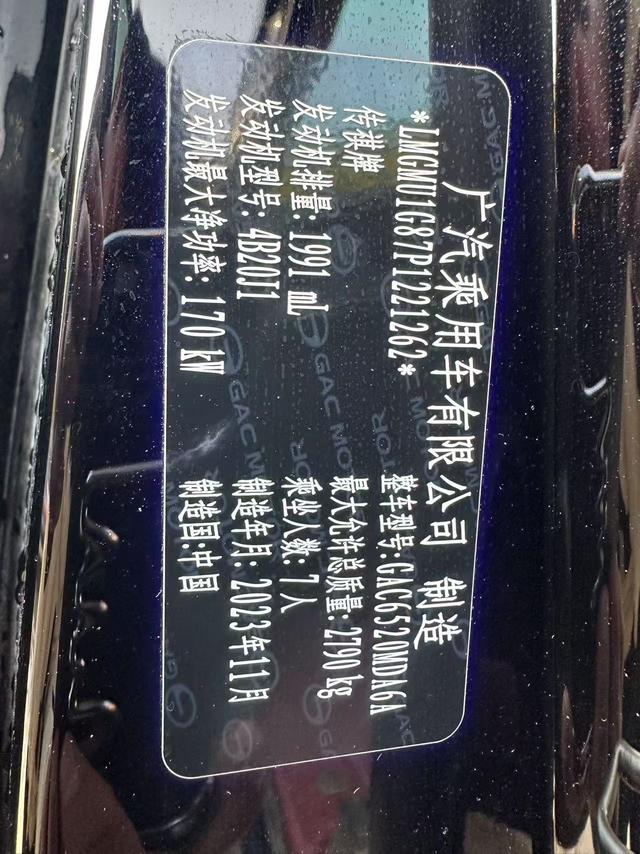 广汽乘用车有限公司 制造
*LMGMU1G87P1221262*
传祺牌 整车型号:GAC6520MDA6A
发动机排量: 1991 mL 最大允许总质量: 2790 kg
发动机型号: 4B20J1 乘坐人数: 7人
发动机最大净功率: 170 kW 制造年月: 2023年11月
制造国:中国
GAC MOTOR